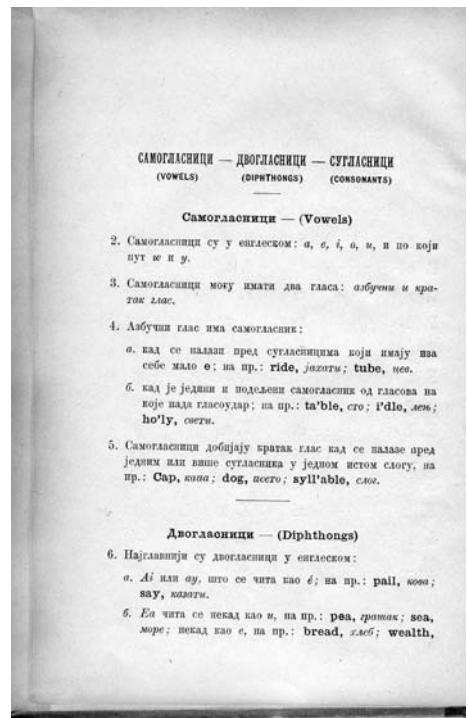 САМОГЛАСНИЦИ — ДВОГЛАСНИЦИ — СУГЛАСНИЦИ
(VOWELS) (DIPHTHONGS) (CONSONANTS)
Самогласници — (Vowels)
2. Самогласници су у енглеском: a, e, i, o, u, и по који
пут w и y.
3. Самогласници могу имати два гласа: азбучни и кра-
так глас.
4. Азбучни глас има самогласник:
а. кад се налази пред сугласницима који имају иза
себе мало e; на пр.: ride, јахати; tube, цев.
б. кад је једини и подељени самогласник од гласова на
које пада гласоудар; на пр.: ta'ble, сто; i'dle, лењ;
ho'ly, свети.
5. Самогласници добијају кратак глас кад се налазе пред
једним или више сугласника у једном истом слогу, на
пр.: Cap, капа; dog, псето; syll'able, слог.
Двогласници — (Diphthongs)
6. Најглавнији су двогласници у енглеском:
а. Ai или ay, што се чита као é; на пр.: pail, кова;
say, казати.
б. Ea чита се некад као и, на пр.: pea, грашак; sea,
море; некад као е, на пр.: bread, хлеб; wealth,